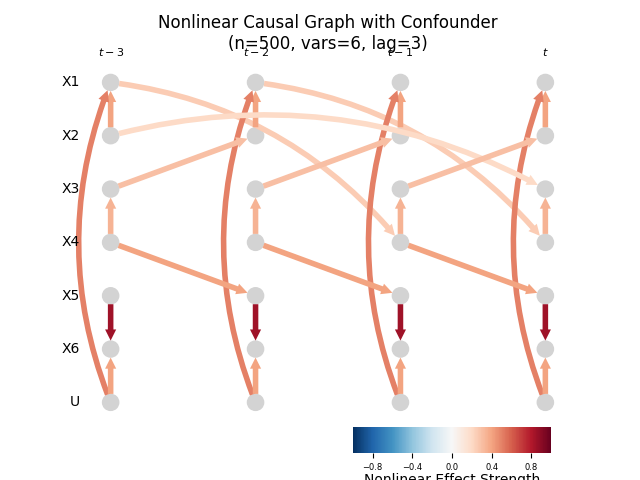 Nonlinear Causal Graph with Confounder
(n=500, vars=6, lag=3)
t − 3 t − 2 t − 1 t
X1
X2
X3
X4
X5
X6
U
−0.8 −0.4 0.0 0.4 0.8
Nonlinear Effect Strength